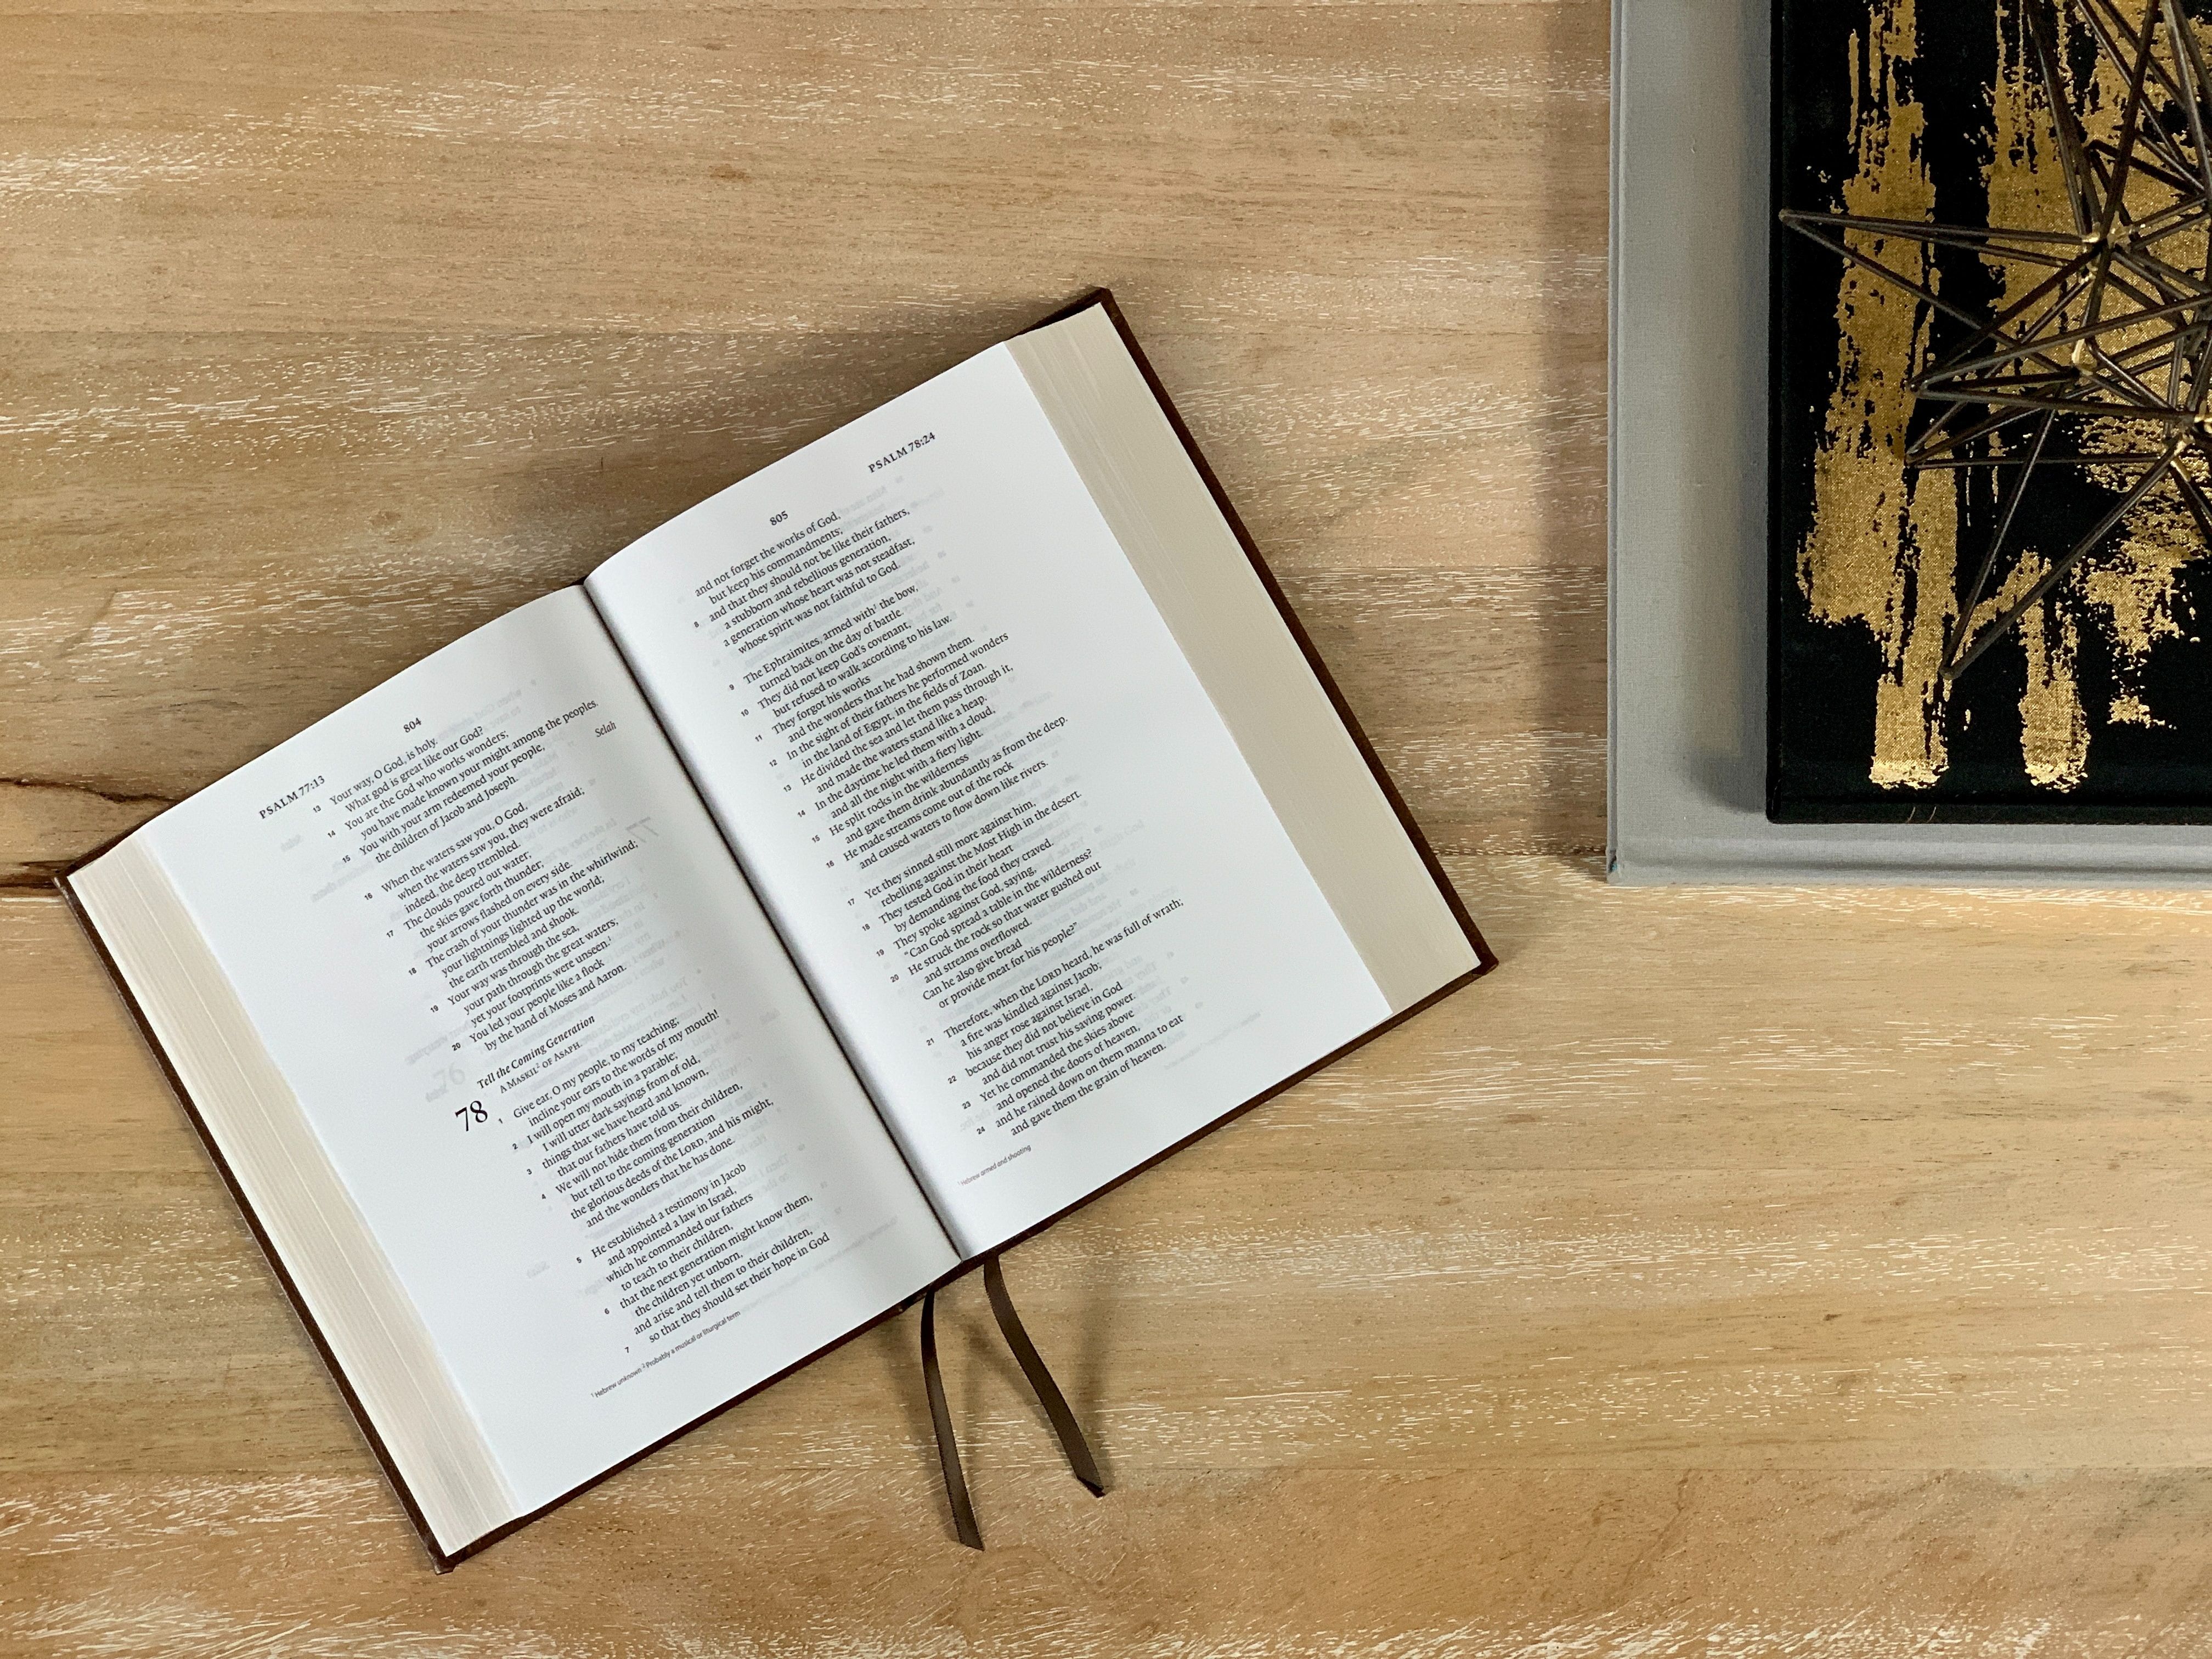 PSALM 77:13
804
13 Your way, O God, is holy.
What god is great like our God?
14 You are the God who works wonders;
you have made known your might among the peoples.
15 You with your arm redeemed your people,
the children of Jacob and Joseph.
Selah
16 When the waters saw you, O God,
when the waters saw you, they were afraid;
indeed, the deep trembled.
17 The clouds poured out water;
the skies gave forth thunder;
your arrows flashed on every side.
18 The crash of your thunder was in the whirlwind;
your lightnings lighted up the world;
the earth trembled and shook.
19 Your way was through the sea,
your path through the great waters;
yet your footprints were unseen.¹
20 You led your people like a flock
by the hand of Moses and Aaron.
Tell the Coming Generation
A MASKIL² OF ASAPH.
78
1 Give ear, O my people, to my teaching;
incline your ears to the words of my mouth!
2 I will open my mouth in a parable;
I will utter dark sayings from of old,
3 things that we have heard and known,
that our fathers have told us.
4 We will not hide them from their children,
but tell to the coming generation
the glorious deeds of the LORD, and his might,
and the wonders that he has done.
5 He established a testimony in Jacob
and appointed a law in Israel,
which he commanded our fathers
to teach to their children,
6 that the next generation might know them,
the children yet unborn,
and arise and tell them to their children,
7 so that they should set their hope in God
¹ Hebrew unknown ² Probably a musical or liturgical term
805
PSALM 78:24
and not forget the works of God,
but keep his commandments;
8 and that they should not be like their fathers,
a stubborn and rebellious generation,
a generation whose heart was not steadfast,
whose spirit was not faithful to God.
9 The Ephraimites, armed with¹ the bow,
turned back on the day of battle.
10 They did not keep God's covenant,
but refused to walk according to his law.
11 They forgot his works
and the wonders that he had shown them.
12 In the sight of their fathers he performed wonders
in the land of Egypt, in the fields of Zoan.
13 He divided the sea and let them pass through it,
and made the waters stand like a heap.
14 In the daytime he led them with a cloud,
and all the night with a fiery light.
15 He split rocks in the wilderness
and gave them drink abundantly as from the deep.
16 He made streams come out of the rock
and caused waters to flow down like rivers.
17 Yet they sinned still more against him,
rebelling against the Most High in the desert.
18 They tested God in their heart
by demanding the food they craved.
19 They spoke against God, saying,
"Can God spread a table in the wilderness?
20 He struck the rock so that water gushed out
and streams overflowed.
Can he also give bread
or provide meat for his people?"
21 Therefore, when the LORD heard, he was full of wrath;
a fire was kindled against Jacob;
his anger rose against Israel,
22 because they did not believe in God
and did not trust his saving power.
23 Yet he commanded the skies above
and opened the doors of heaven,
24 and he rained down on them manna to eat
and gave them the grain of heaven.
¹ Hebrew armed and shooting